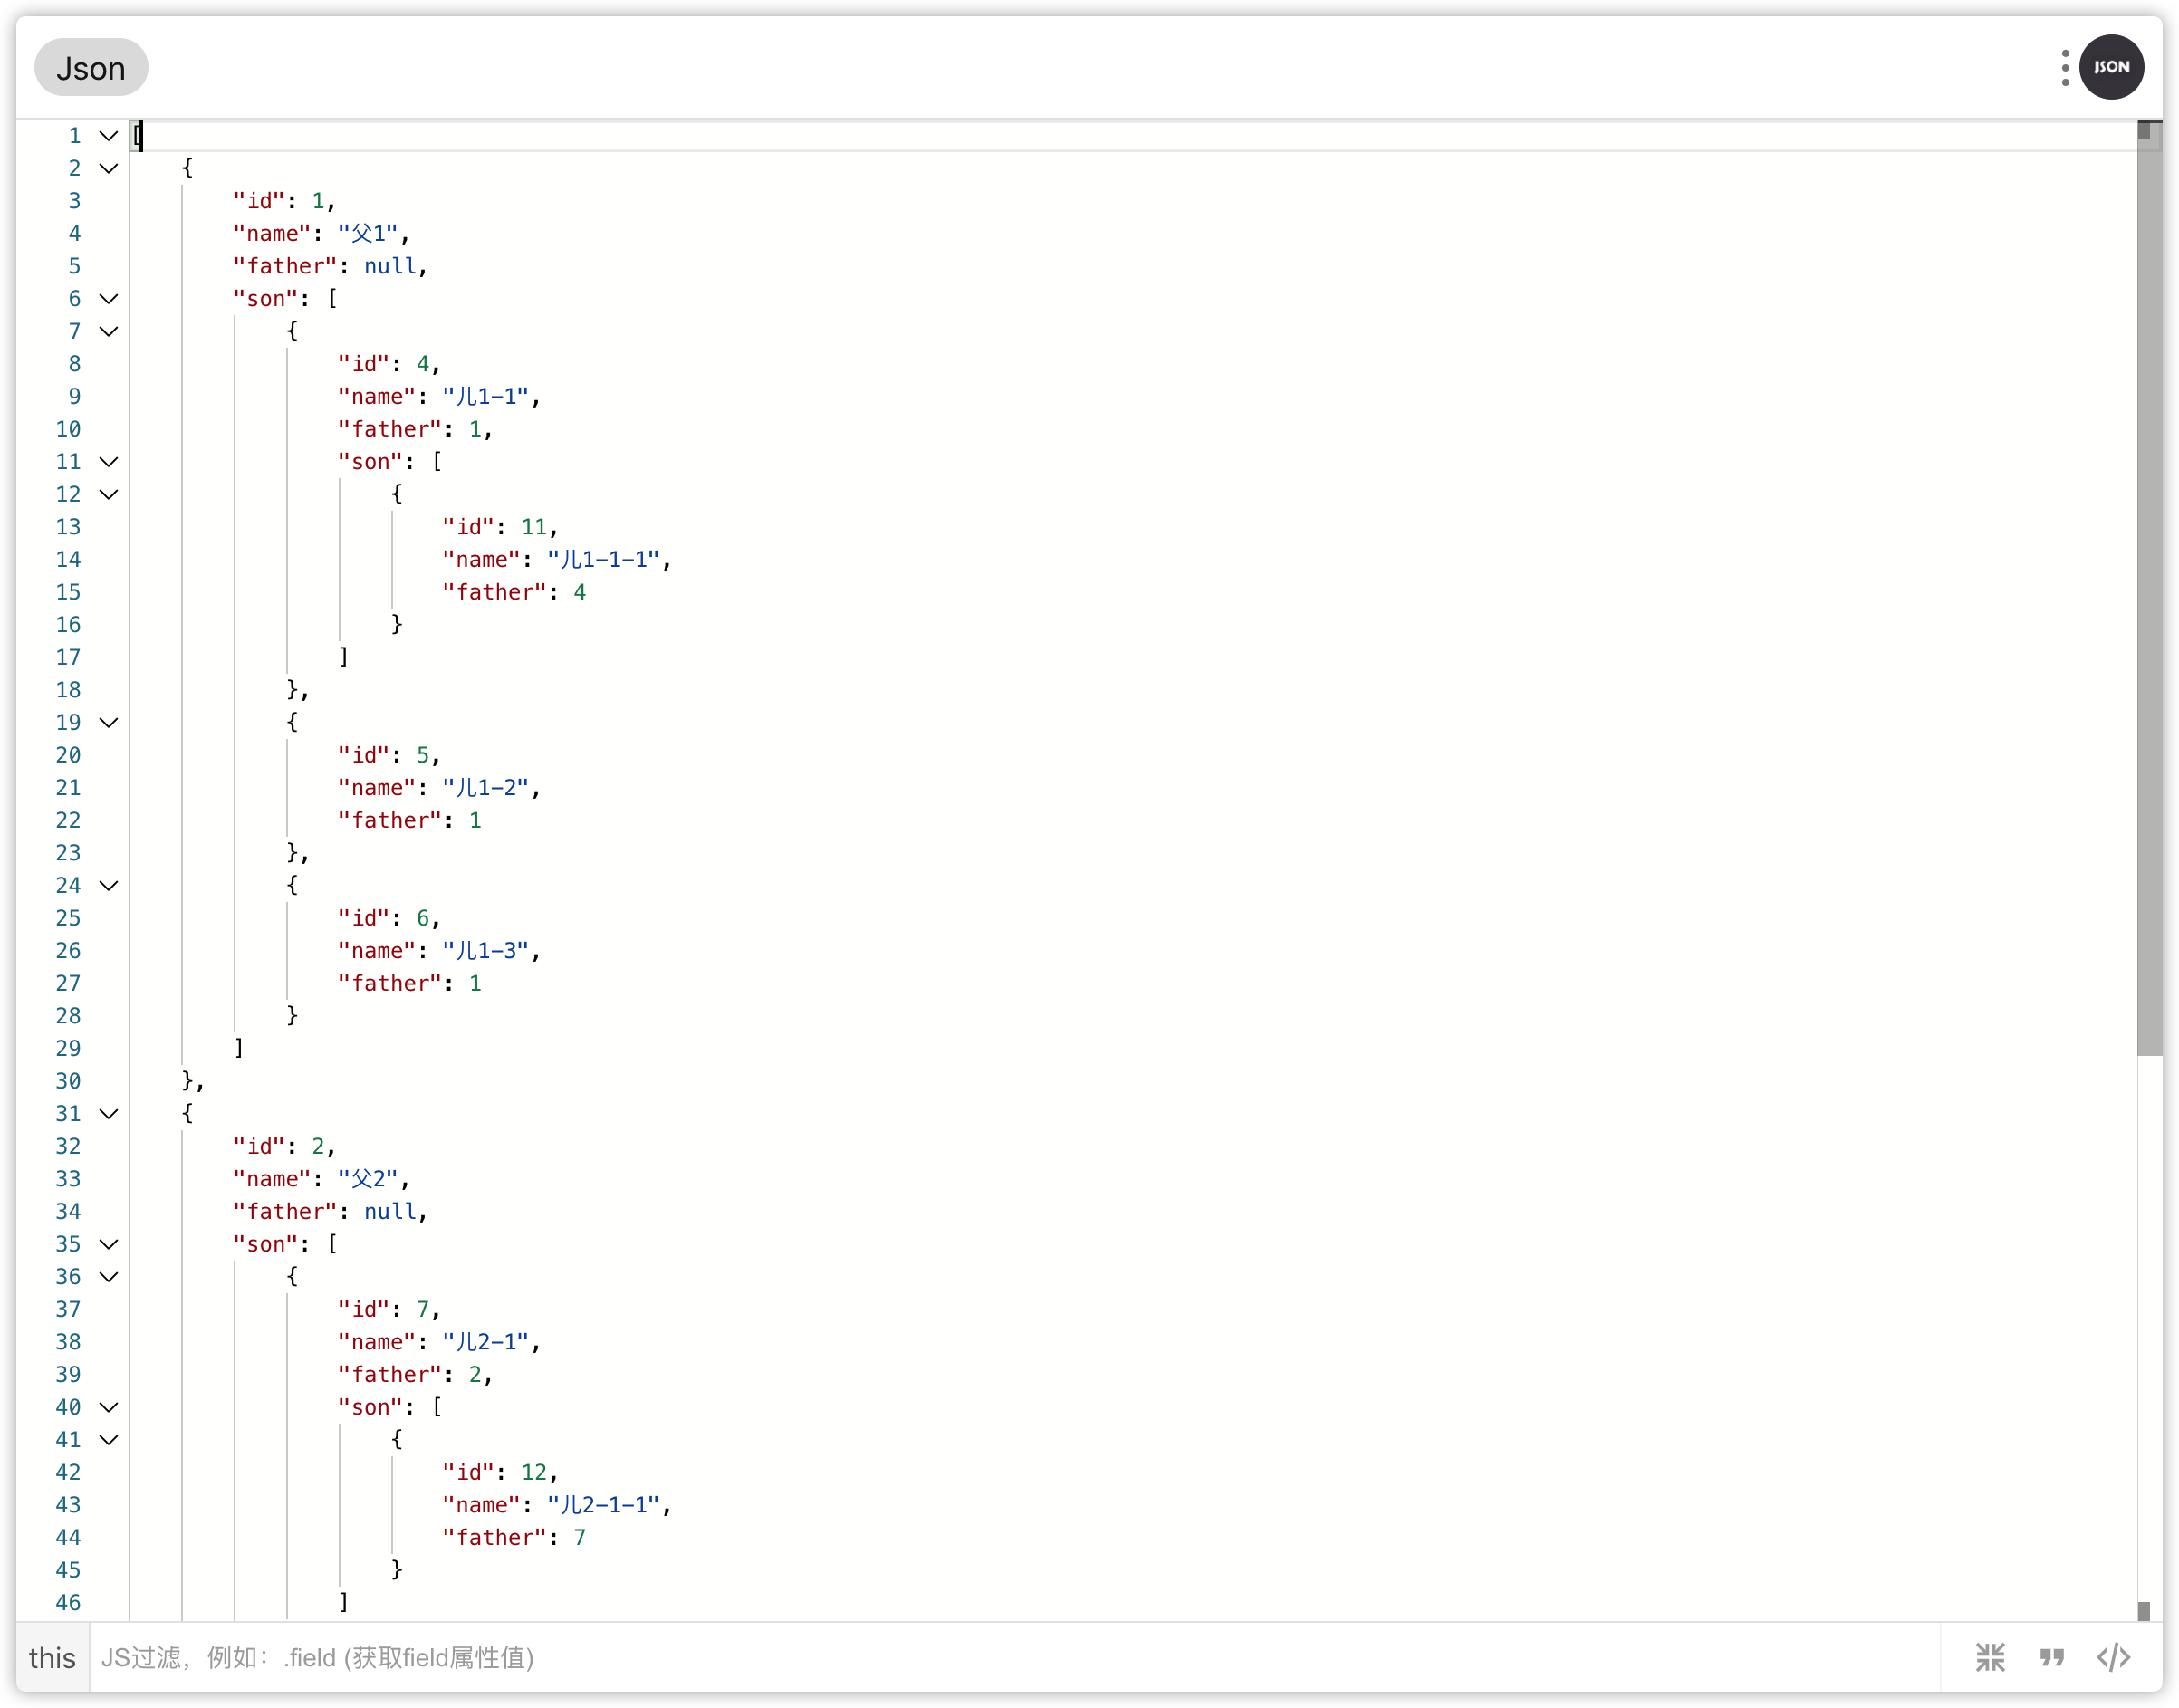 Json
JSON
1 [
2 {
3 "id": 1,
4 "name": "父1",
5 "father": null,
6 "son": [
7 {
8 "id": 4,
9 "name": "儿1-1",
10 "father": 1,
11 "son": [
12 {
13 "id": 11,
14 "name": "儿1-1-1",
15 "father": 4
16 }
17 ]
18 },
19 {
20 "id": 5,
21 "name": "儿1-2",
22 "father": 1
23 },
24 {
25 "id": 6,
26 "name": "儿1-3",
27 "father": 1
28 }
29 ]
30 },
31 {
32 "id": 2,
33 "name": "父2",
34 "father": null,
35 "son": [
36 {
37 "id": 7,
38 "name": "儿2-1",
39 "father": 2,
40 "son": [
41 {
42 "id": 12,
43 "name": "儿2-1-1",
44 "father": 7
45 }
46 ]
this JS过滤，例如：.field (获取field属性值)